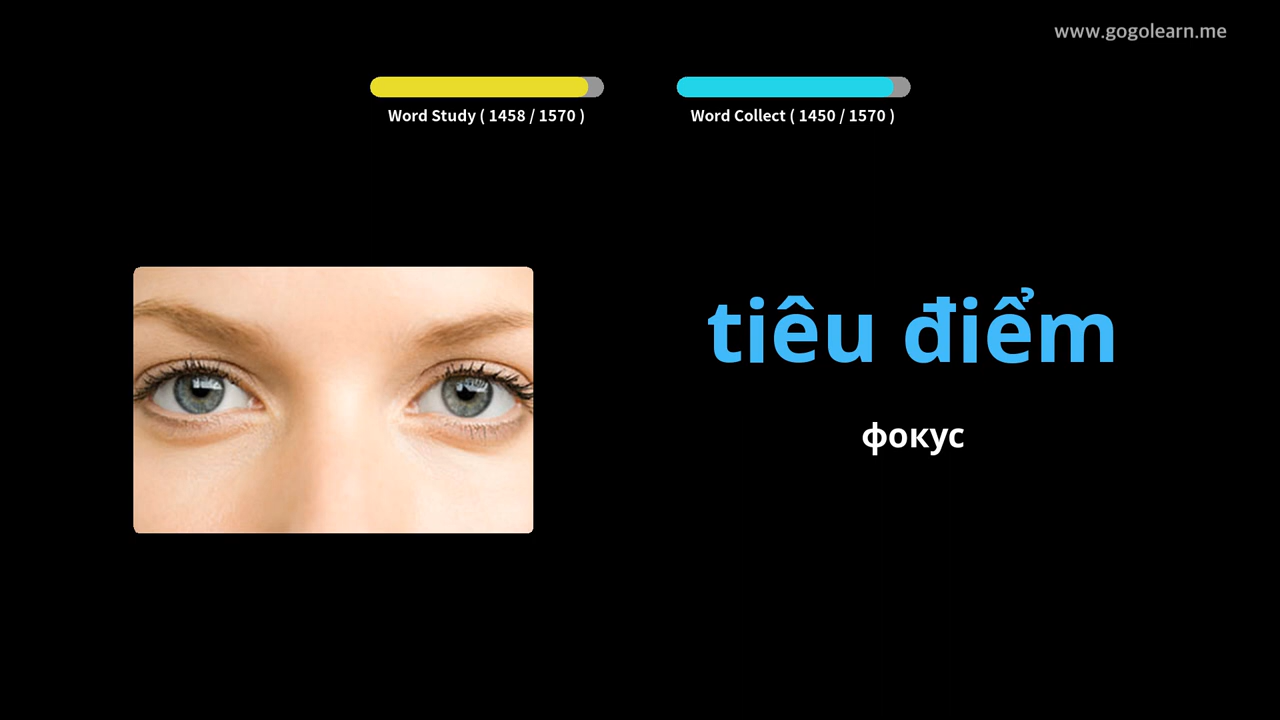 www.gogolearn.me
Word Study ( 1458 / 1570 )
Word Collect ( 1450 / 1570 )
tiêu điểm
фокус